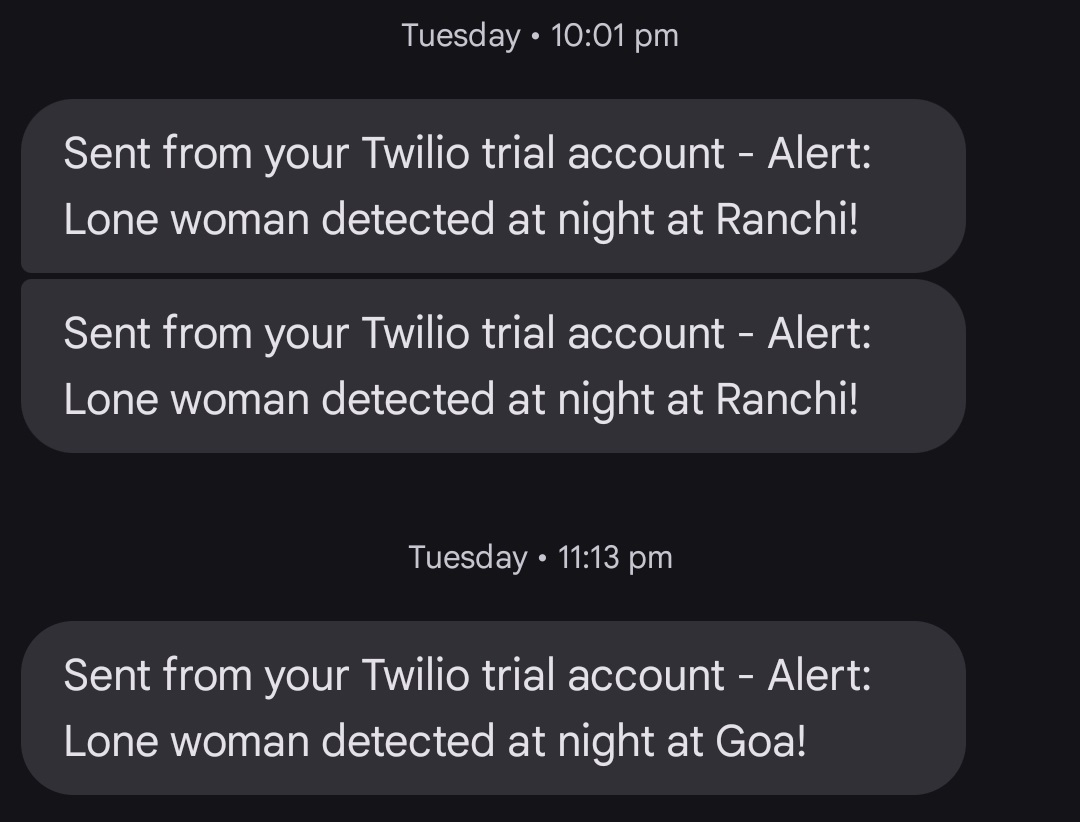 Tuesday • 10:01 pm
Sent from your Twilio trial account - Alert:
Lone woman detected at night at Ranchi!
Sent from your Twilio trial account - Alert:
Lone woman detected at night at Ranchi!
Tuesday • 11:13 pm
Sent from your Twilio trial account - Alert:
Lone woman detected at night at Goa!